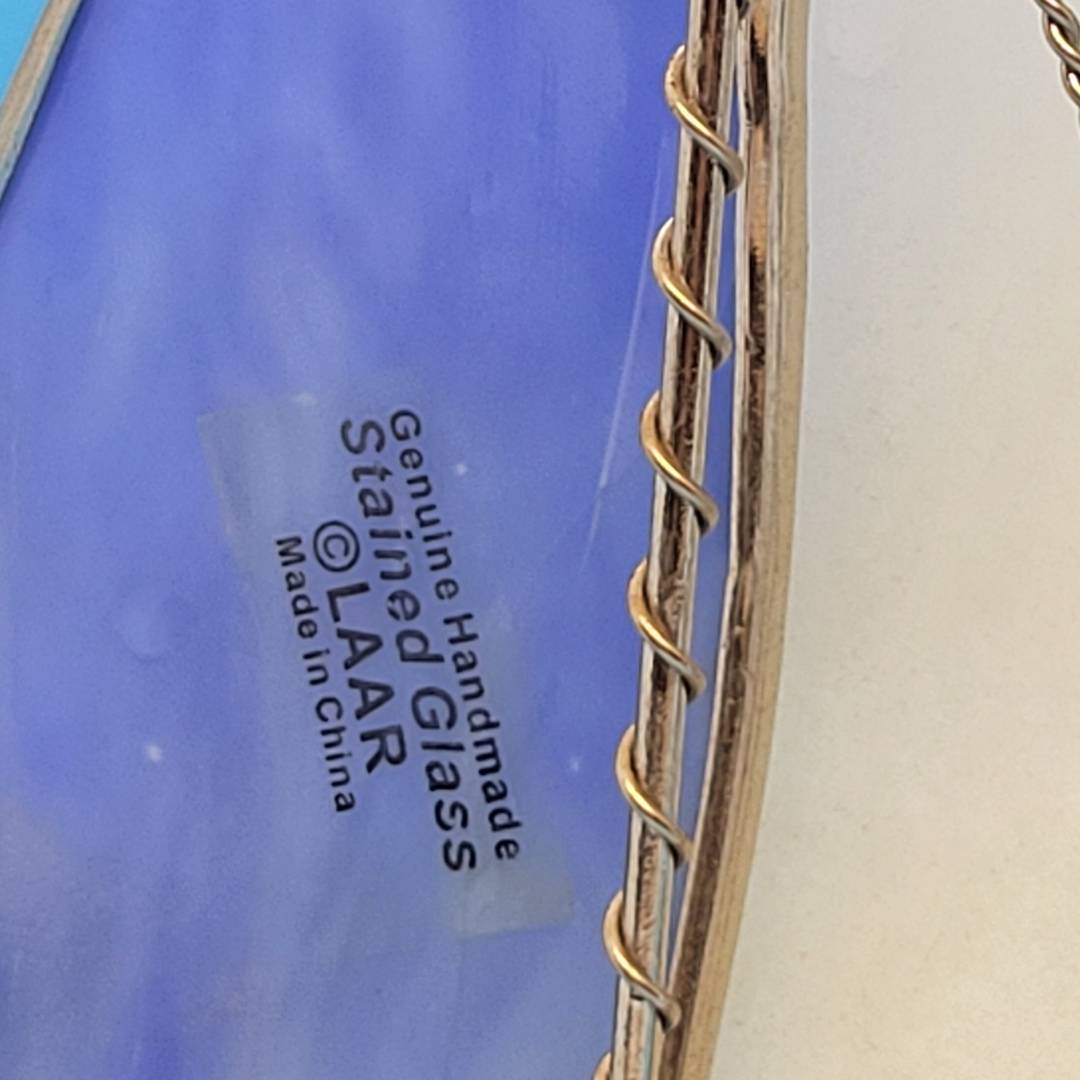 Genuine Handmade
Stained Glass
©LAAR
Made in China